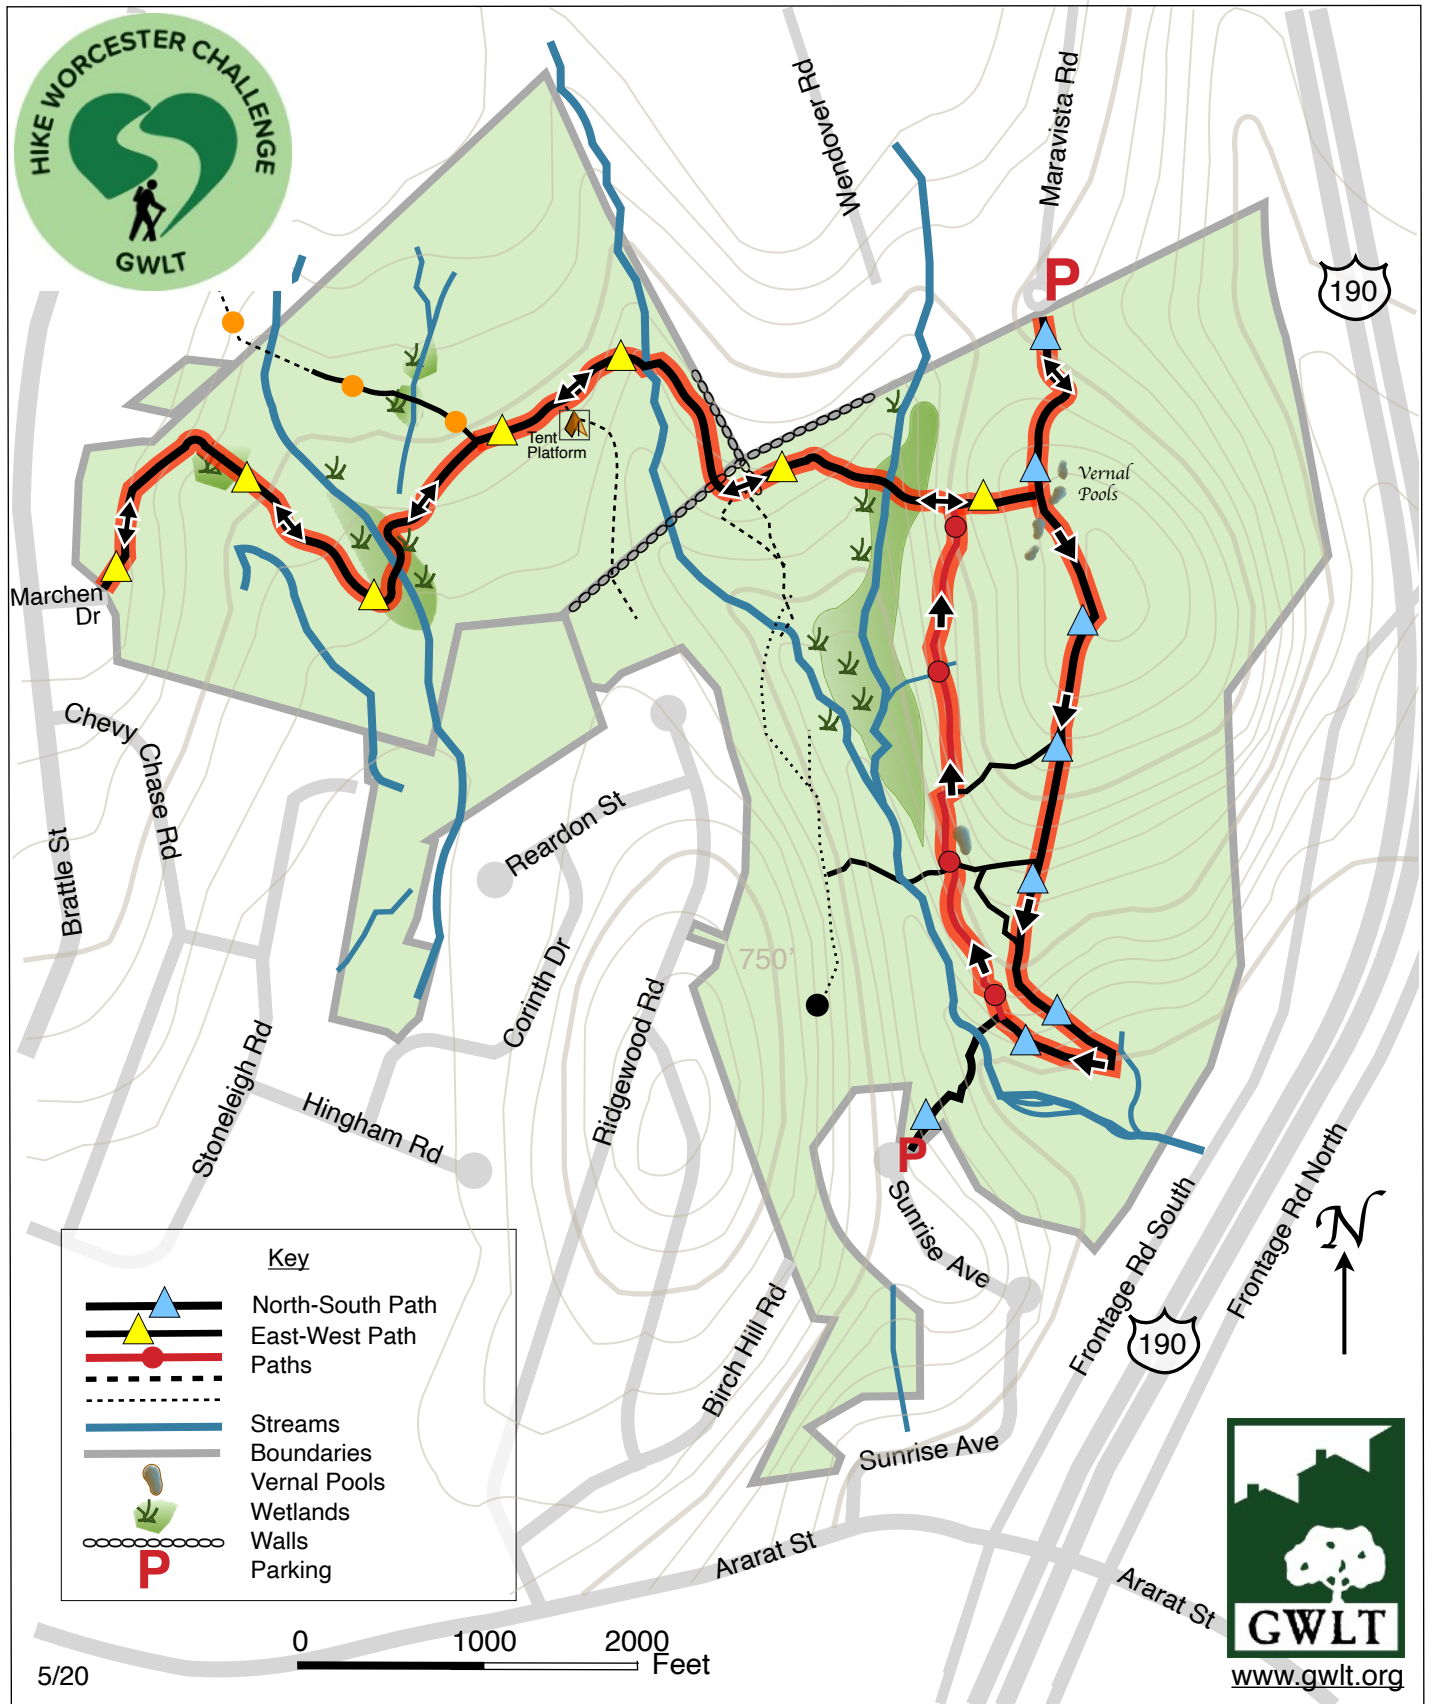 HIKE WORCESTER CHALLENGE
GWLT
Wendover Rd
Maravista Rd
P
190
Vernal
Pools
Tent
Platform
Marchen
Dr
Chevy Chase Rd
Brattle St
Reardon St
Corinth Dr
Ridgewood Rd
750'
Stoneleigh Rd
Hingham Rd
P
Sunrise Ave
Birch Hill Rd
Frontage Rd South
Frontage Rd North
N
190
Sunrise Ave
Ararat St
Ararat St
Key
North-South Path
East-West Path
Paths
Streams
Boundaries
Vernal Pools
Wetlands
Walls
P Parking
0 1000 2000
Feet
5/20
GWLT
www.gwlt.org